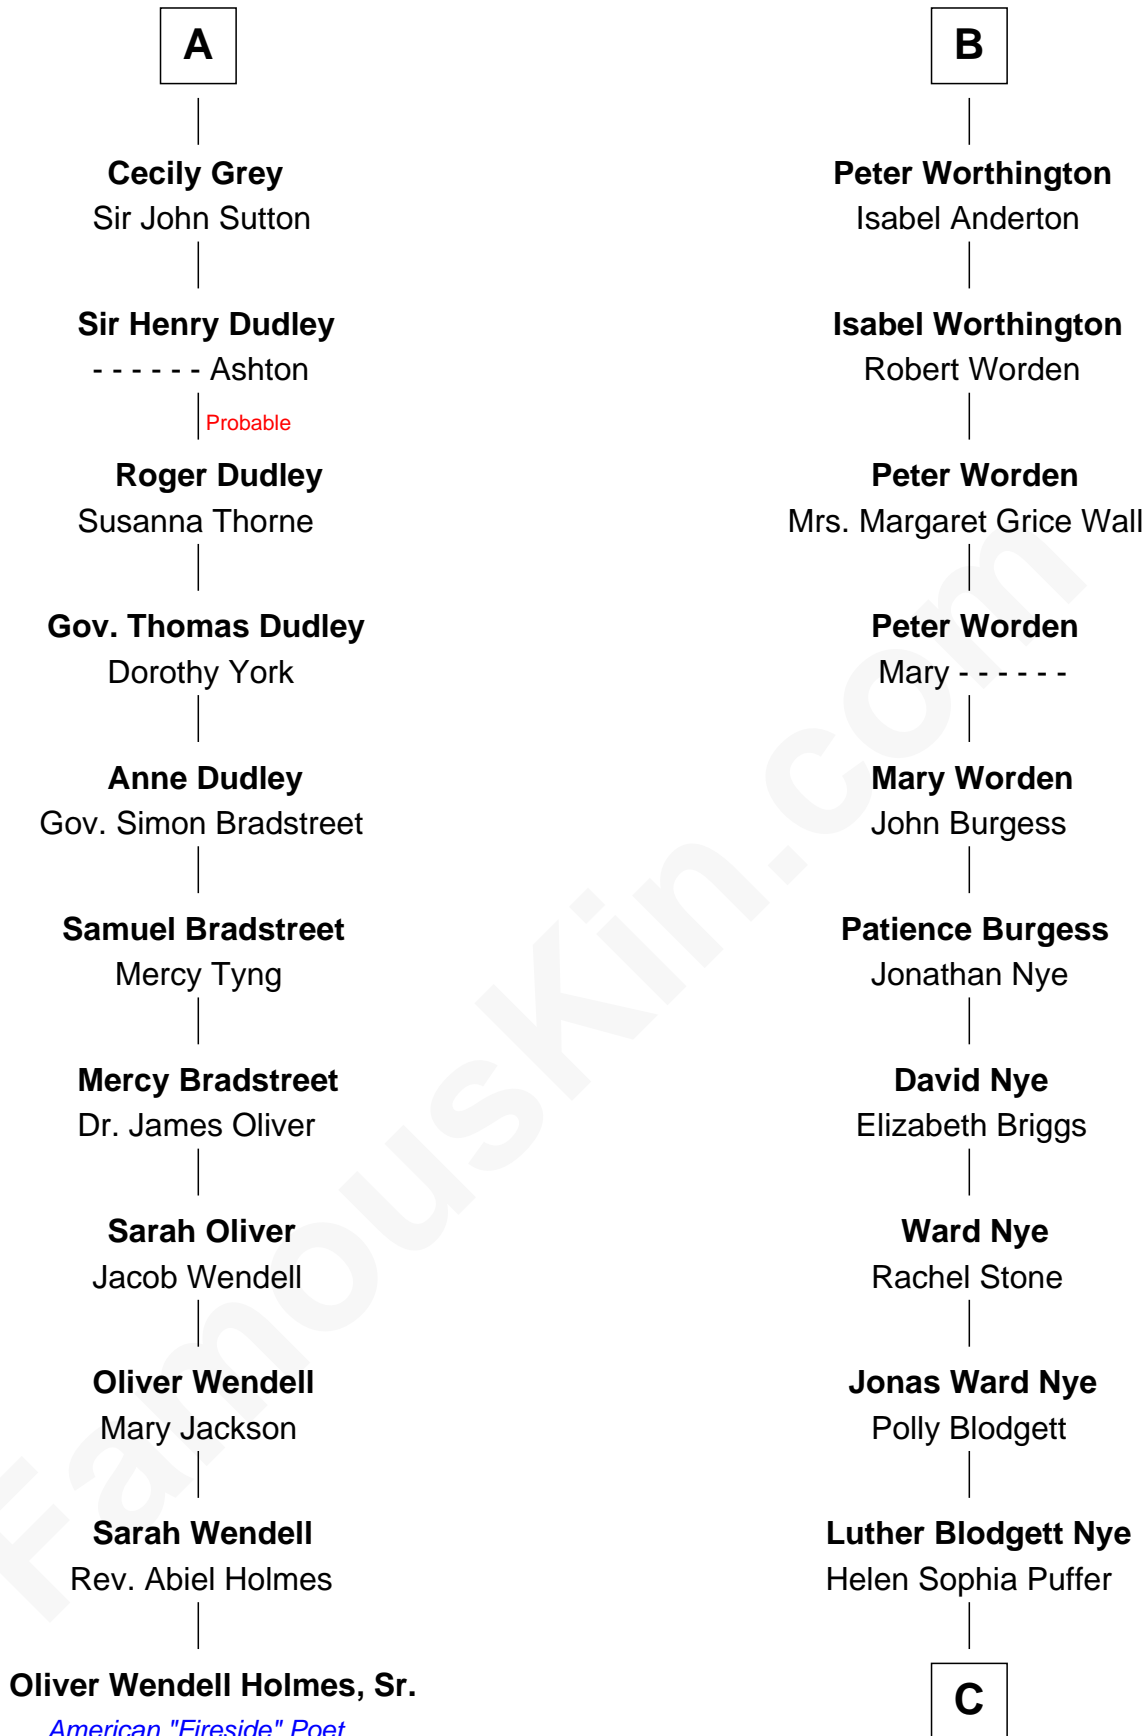 A
Cecily Grey
Sir John Sutton
Sir Henry Dudley
- - - - - - Ashton
Probable
Roger Dudley
Susanna Thorne
Gov. Thomas Dudley
Dorothy York
Anne Dudley
Gov. Simon Bradstreet
Samuel Bradstreet
Mercy Tyng
Mercy Bradstreet
Dr. James Oliver
Sarah Oliver
Jacob Wendell
Oliver Wendell
Mary Jackson
Sarah Wendell
Rev. Abiel Holmes
Oliver Wendell Holmes, Sr.
American "Fireside" Poet
B
Peter Worthington
Isabel Anderton
Isabel Worthington
Robert Worden
Peter Worden
Mrs. Margaret Grice Wall
Peter Worden
Mary - - - - - -
Mary Worden
John Burgess
Patience Burgess
Jonathan Nye
David Nye
Elizabeth Briggs
Ward Nye
Rachel Stone
Jonas Ward Nye
Polly Blodgett
Luther Blodgett Nye
Helen Sophia Puffer
C
FamousKin.com